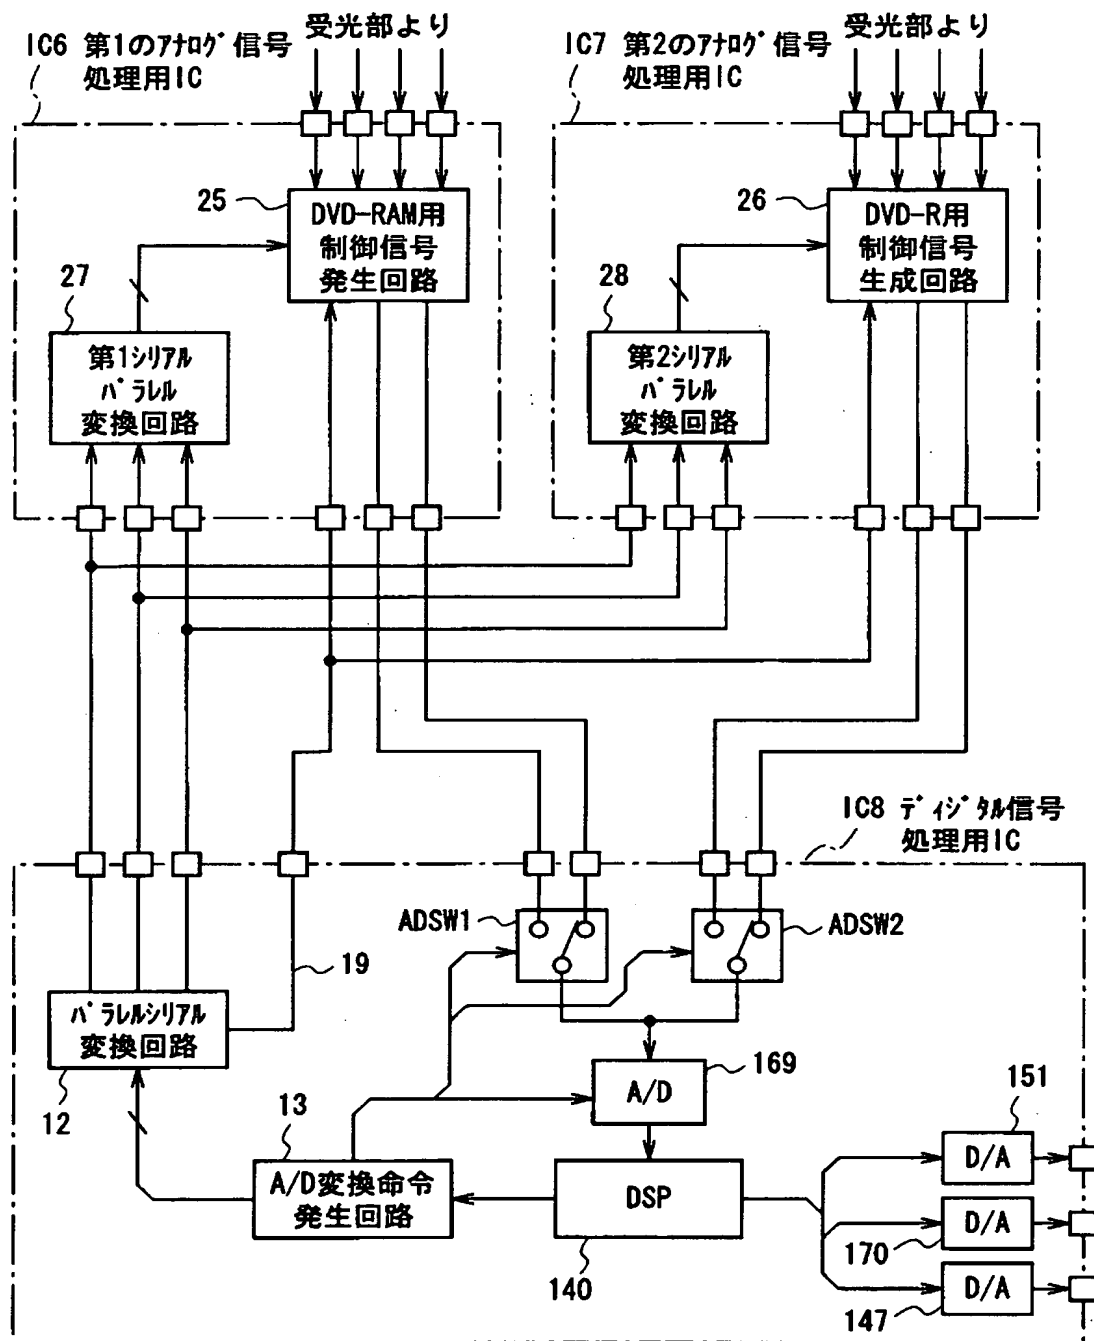 IC6 第1のアナログ信号
処理用IC
受光部より
IC7 第2のアナログ信号
処理用IC
受光部より
25
DVD-RAM用
制御信号
発生回路
26
DVD-R用
制御信号
生成回路
27
第1シリアル
パラレル
変換回路
28
第2シリアル
パラレル
変換回路
IC8 ディジタル信号
処理用IC
ADSW1
ADSW2
19
パラレルシリアル
変換回路
12
A/D
169
13
A/D変換命令
発生回路
DSP
140
151
D/A
D/A
170
D/A
147